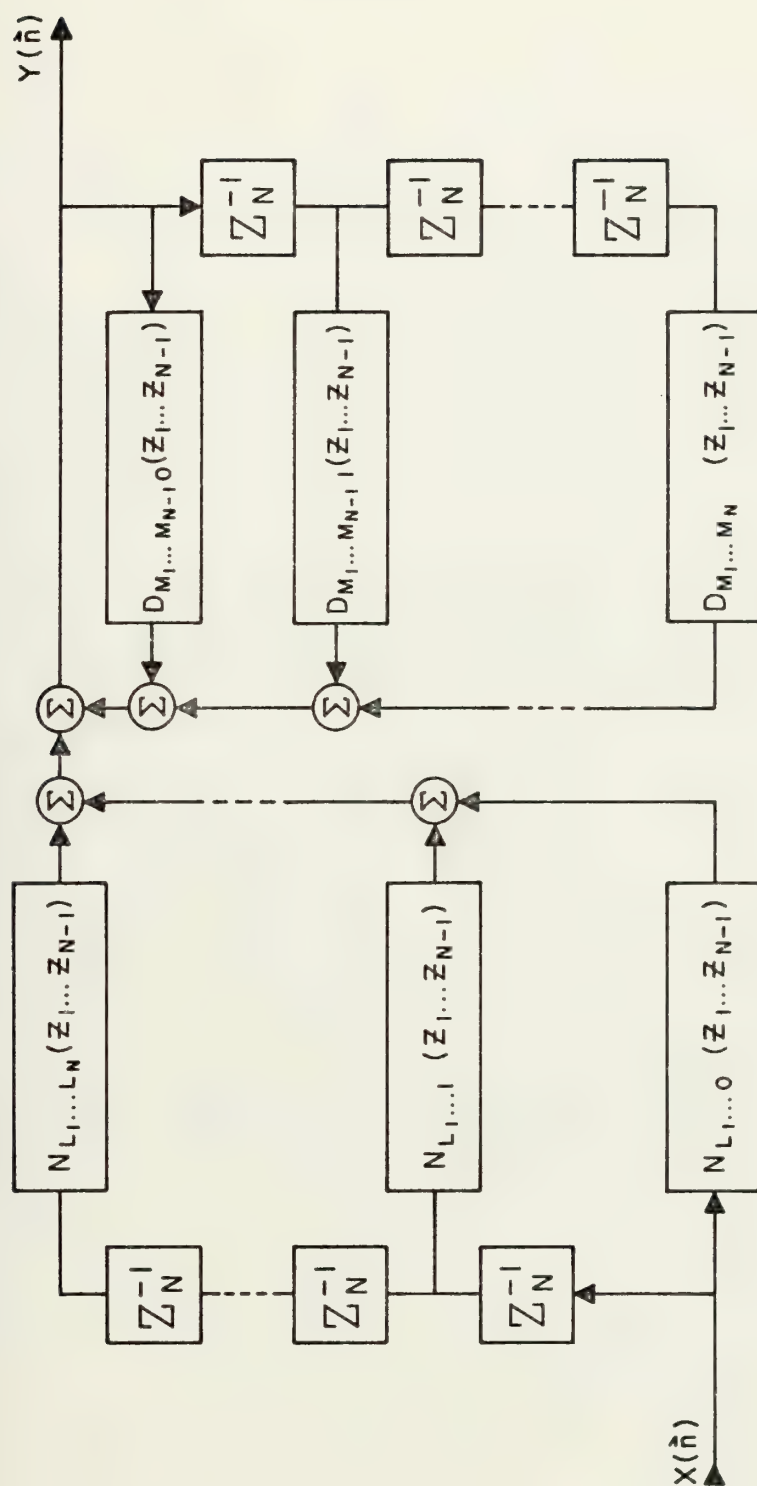 Y(n̂)
N_{L_1...L_N}(Z_1...Z_{N-1})
Σ
Σ
D_{M_1...M_{N-1}0}(Z_1...Z_{N-1})
Σ
Z_N^{-1}
Z_N^{-1}
D_{M_1...M_{N-1}1}(Z_1...Z_{N-1})
Σ
Z_N^{-1}
Z_N^{-1}
N_{L_1...1} (Z_1...Z_{N-1})
Σ
Z_N^{-1}
Z_N^{-1}
N_{L_1...0} (Z_1...Z_{N-1})
D_{M_1...M_N} (Z_1...Z_{N-1})
X(n̂)